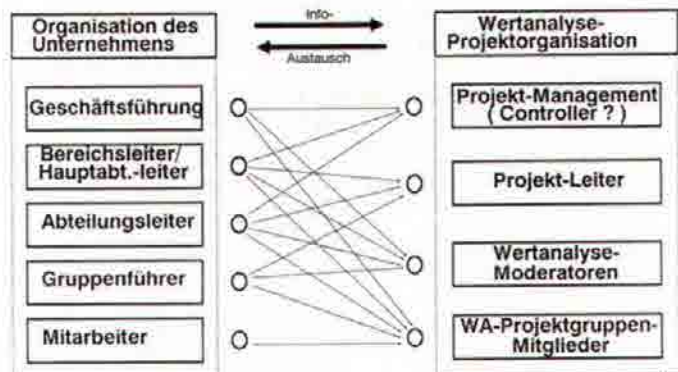 Organisation des
Unternehmens
Info-
Austausch
Wertanalyse-
Projektorganisation
Geschäftsführung
Bereichsleiter/
Hauptabt.-leiter
Abteilungsleiter
Gruppenführer
Mitarbeiter
Projekt-Management
( Controller ? )
Projekt-Leiter
Wertanalyse-
Moderatoren
WA-Projektgruppen-
Mitglieder